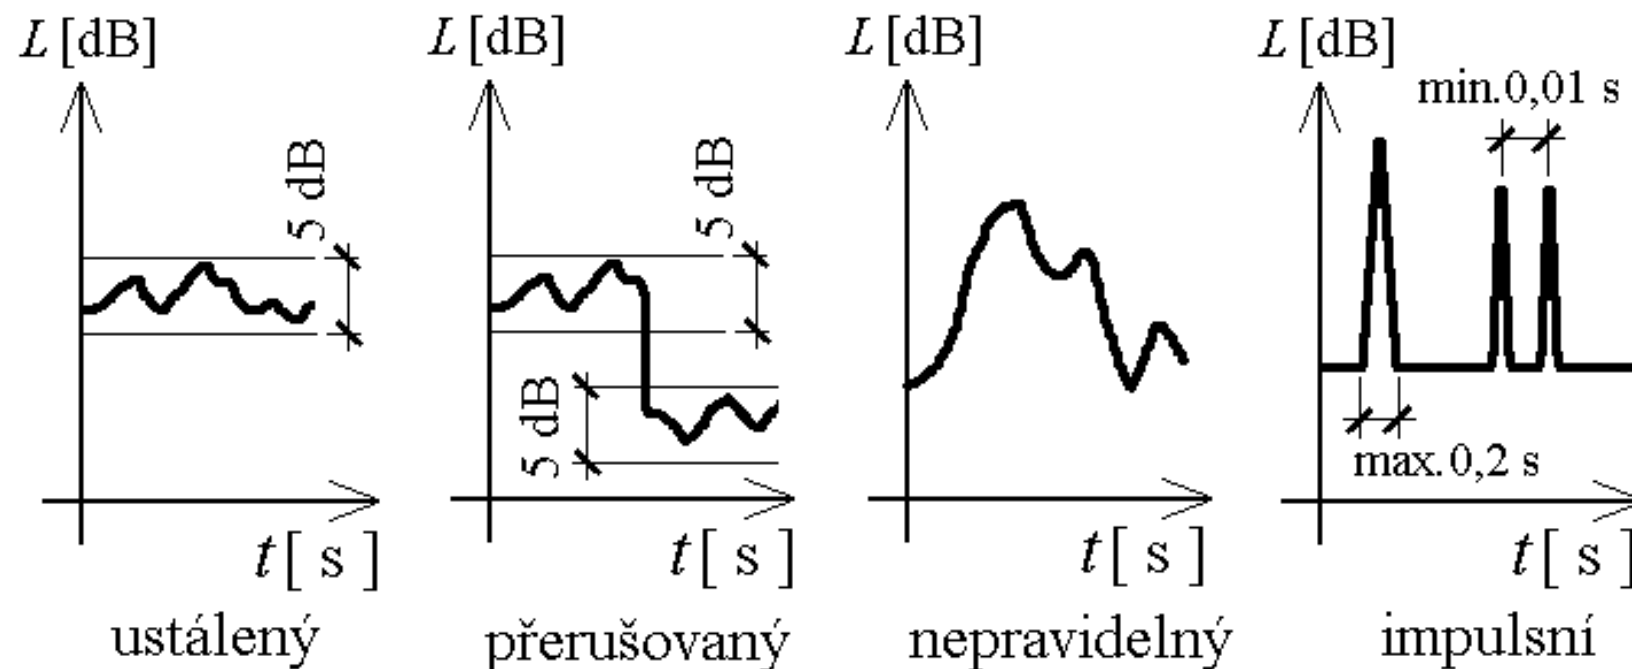 L [dB]
5 dB
t [ s ]
ustálený
L [dB]
5 dB
5 dB
t [ s ]
přerušovaný
L [dB]
t [ s ]
nepravidelný
L [dB]
min.0,01 s
max.0,2 s
t [ s ]
impulsní